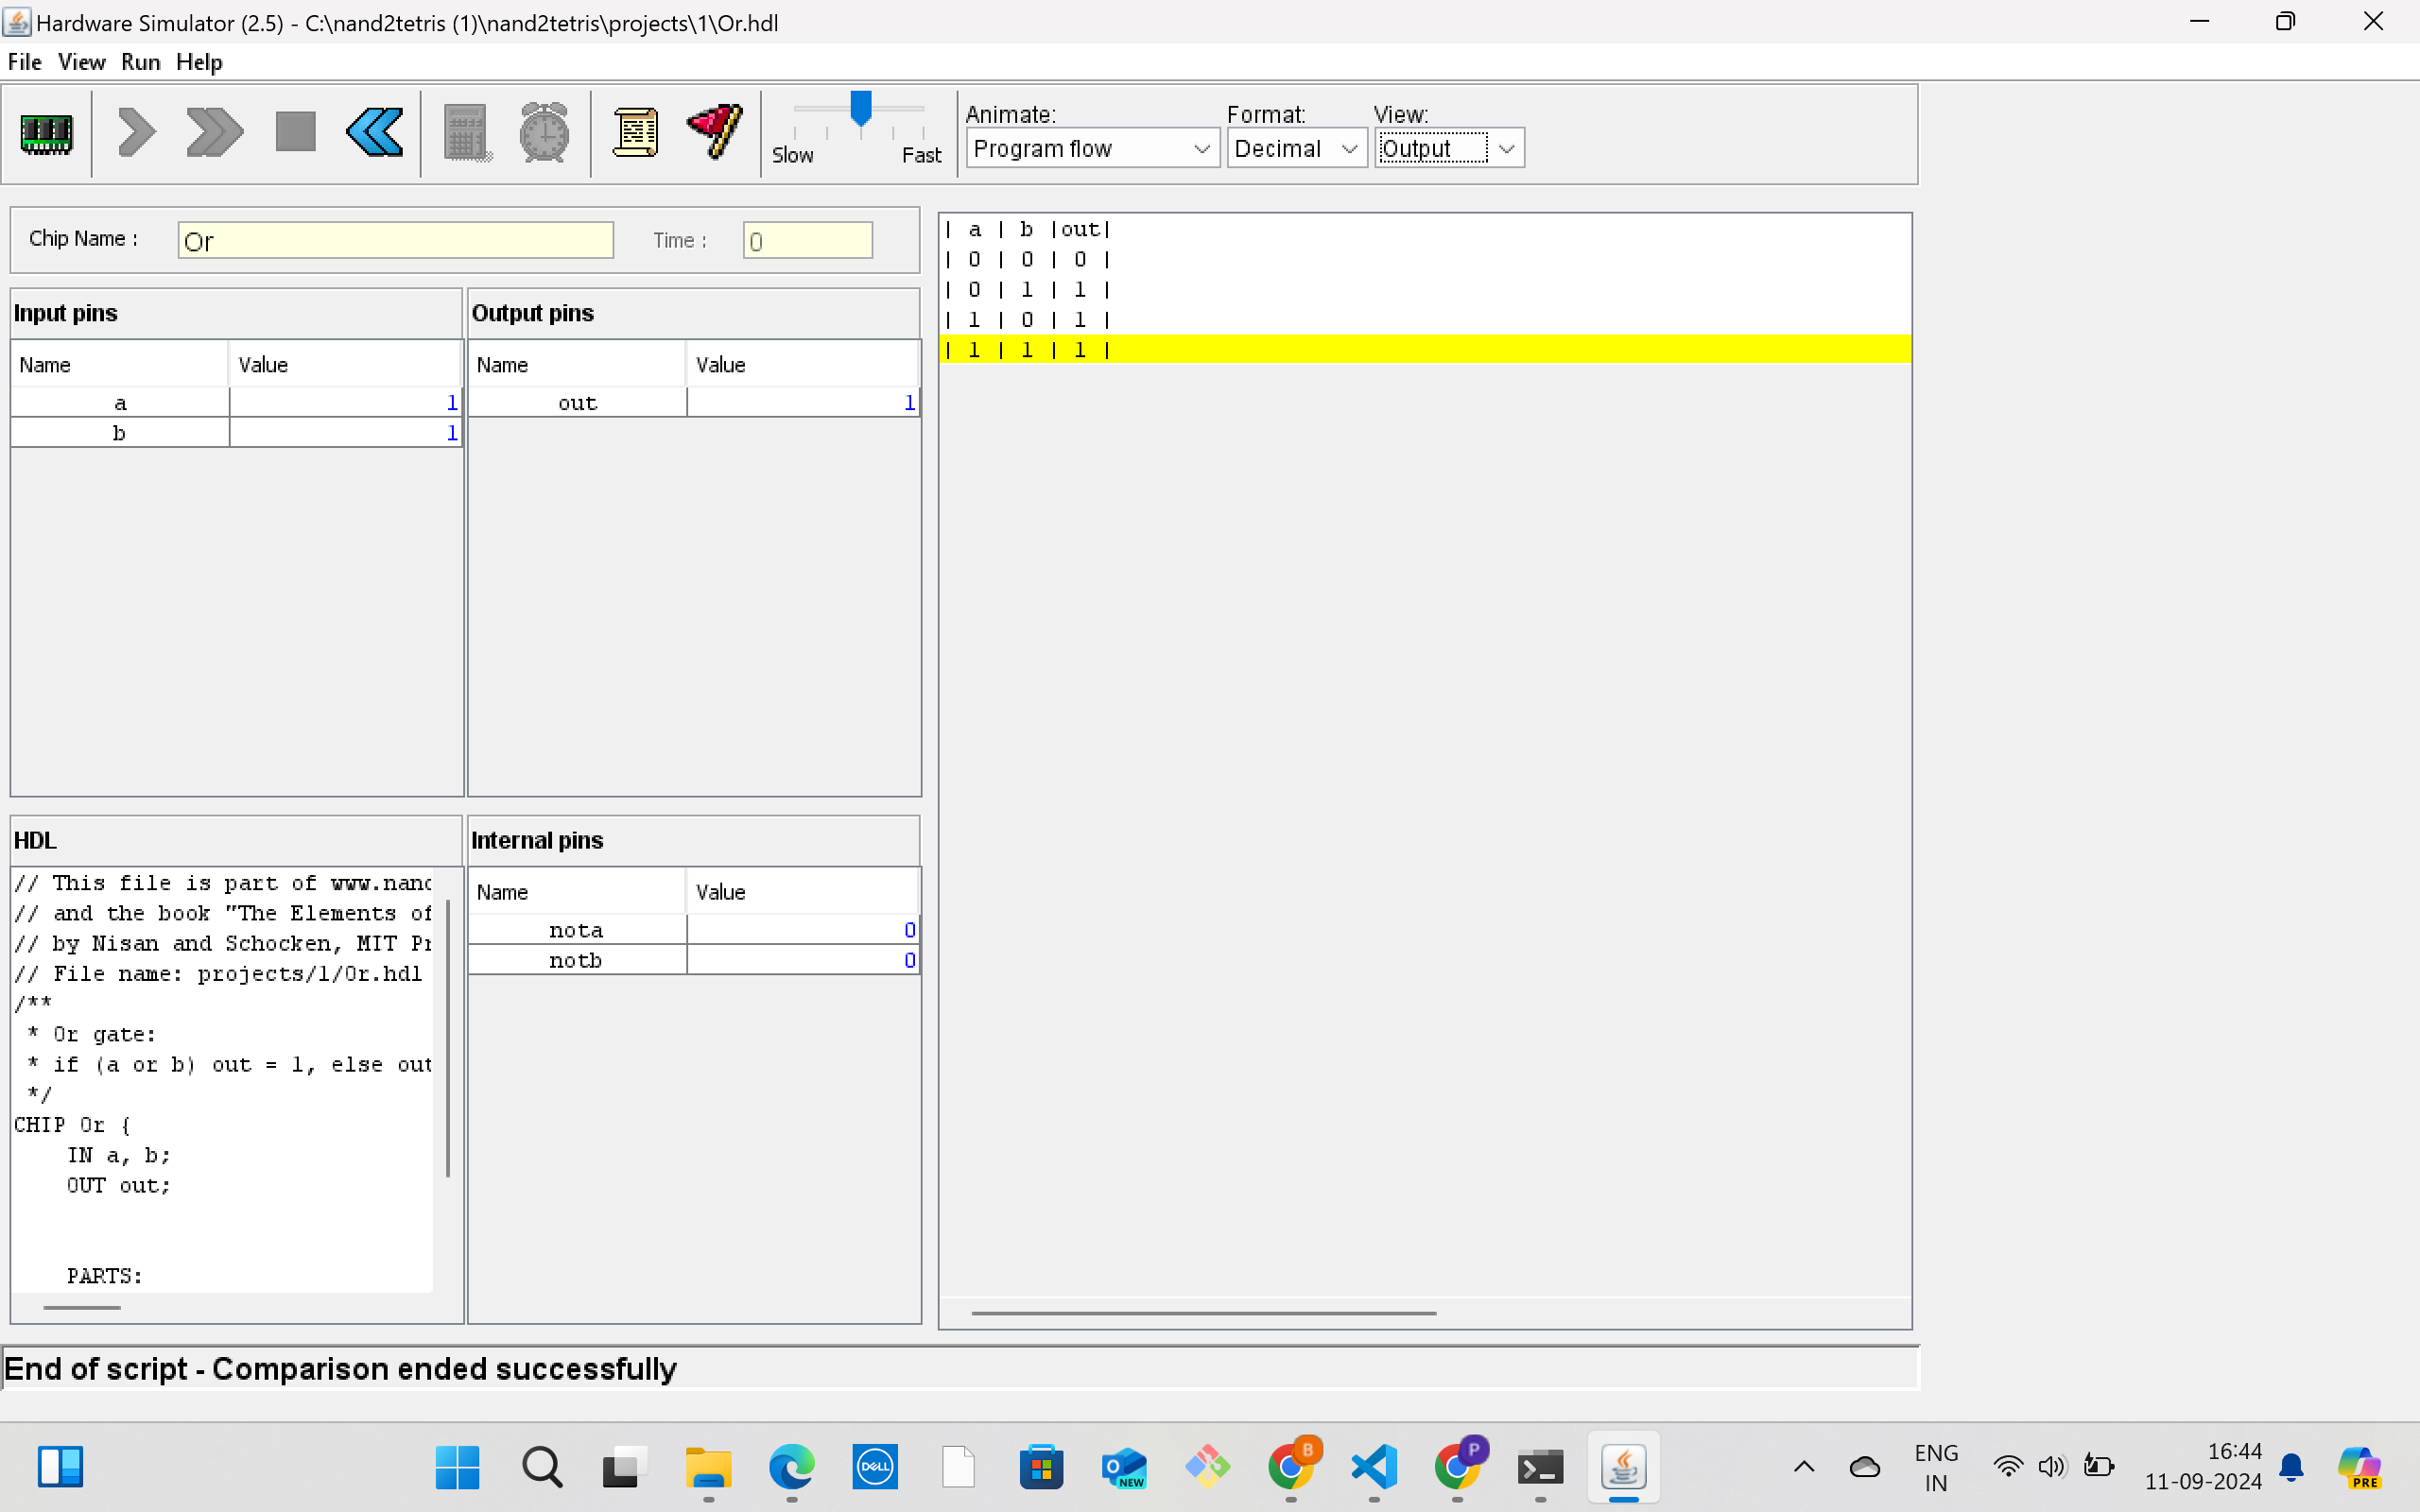 Hardware Simulator (2.5) - C:\nand2tetris (1)\nand2tetris\projects\1\Or.hdl
File View Run Help
Slow Fast
Animate: Format: View:
Program flow Decimal Output
Chip Name : Or Time : 0
Input pins
Name Value
a 1
b 1
Output pins
Name Value
out 1
HDL
// This file is part of www.nand
// and the book "The Elements of
// by Nisan and Schocken, MIT Pr
// File name: projects/1/Or.hdl
/**
* Or gate:
* if (a or b) out = 1, else out
*/
CHIP Or {
IN a, b;
OUT out;
PARTS:
Internal pins
Name Value
nota 0
notb 0
| a | b |out|
| 0 | 0 | 0 |
| 0 | 1 | 1 |
| 1 | 0 | 1 |
| 1 | 1 | 1 |
End of script - Comparison ended successfully
DELL
O NEW
B
P
ENG
IN
16:44
11-09-2024
PRE